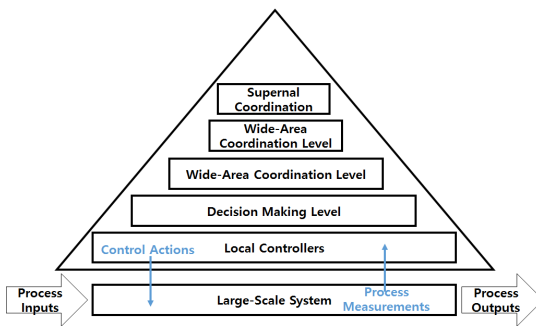 Supernal
Coordination
Wide-Area
Coordination Level
Wide-Area Coordination Level
Decision Making Level
Control Actions
Local Controllers
Process
Inputs
Large-Scale System
Process
Measurements
Process
Outputs